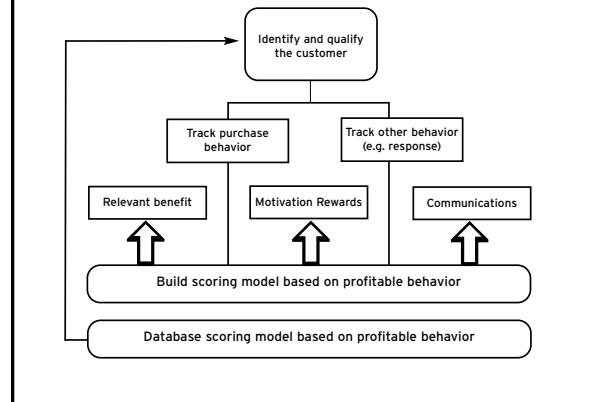 Identify and qualify
the customer
Track purchase
behavior
Track other behavior
(e.g. response)
Relevant benefit
Motivation Rewards
Communications
Build scoring model based on profitable behavior
Database scoring model based on profitable behavior